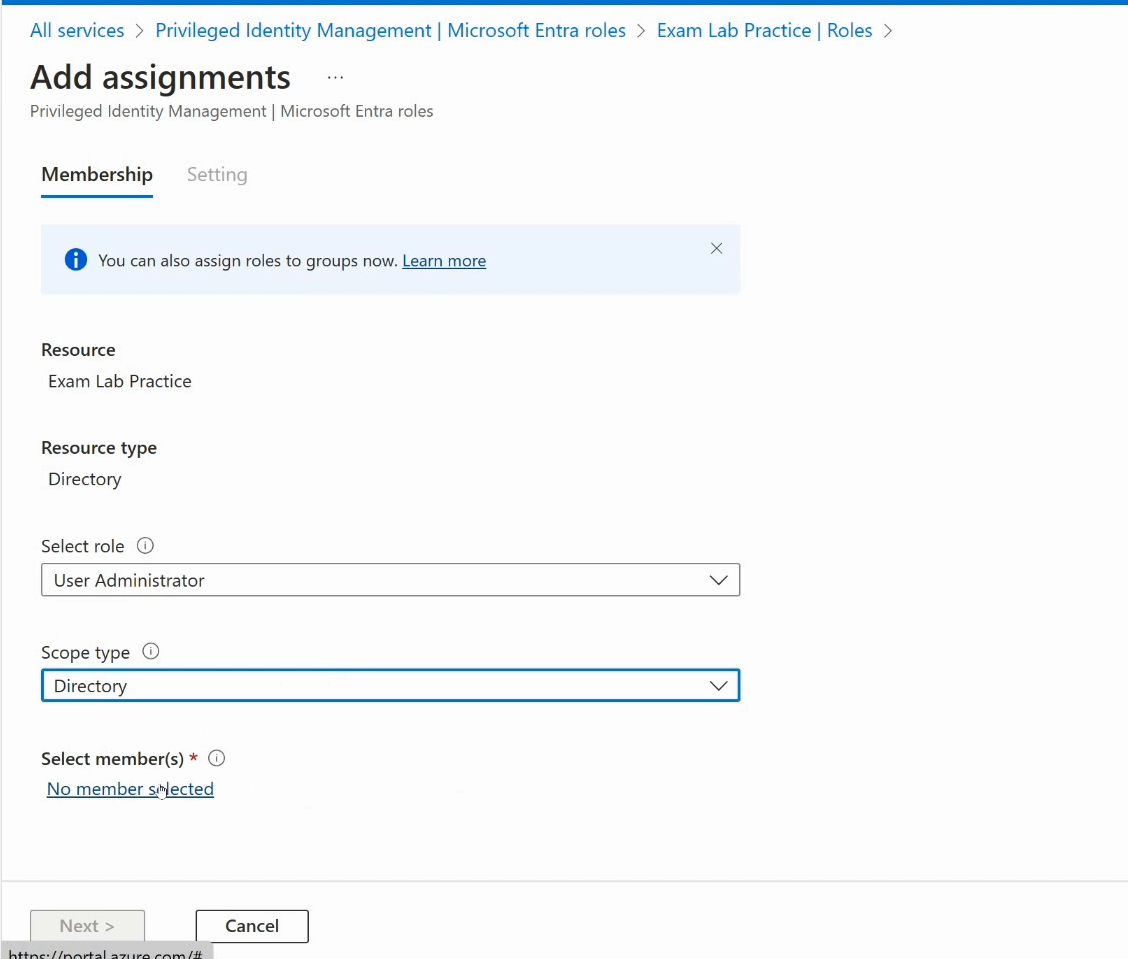 All services > Privileged Identity Management | Microsoft Entra roles > Exam Lab Practice | Roles >
Add assignments ...
Privileged Identity Management | Microsoft Entra roles
Membership Setting
You can also assign roles to groups now. Learn more
Resource
Exam Lab Practice
Resource type
Directory
Select role
User Administrator
Scope type
Directory
Select member(s) *
No member selected
Next > Cancel
https://portal.azure.com/#